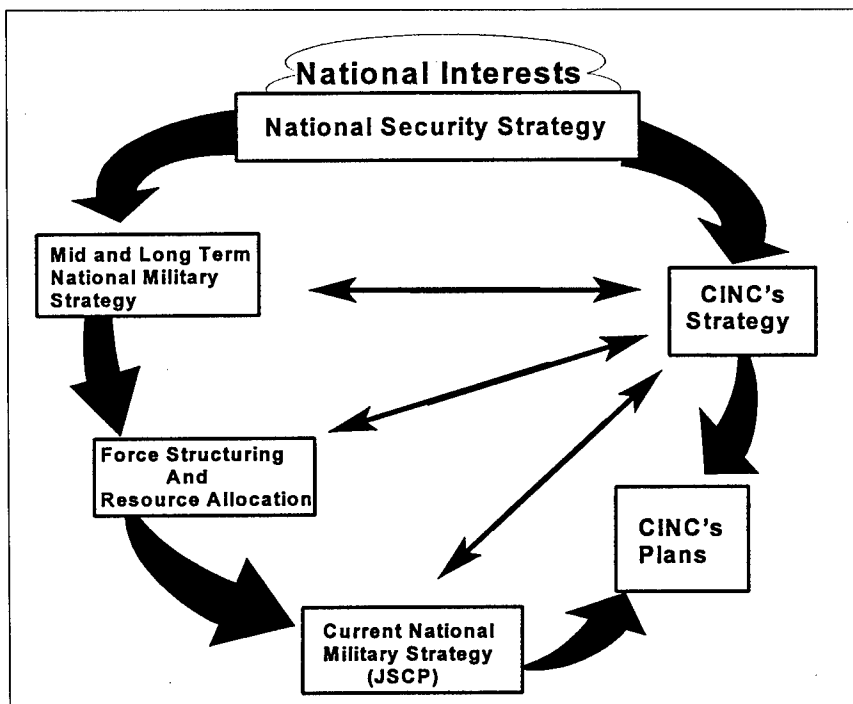 National Interests
National Security Strategy
Mid and Long Term
National Military
Strategy
CINC's
Strategy
Force Structuring
And
Resource Allocation
CINC's
Plans
Current National
Military Strategy
(JSCP)